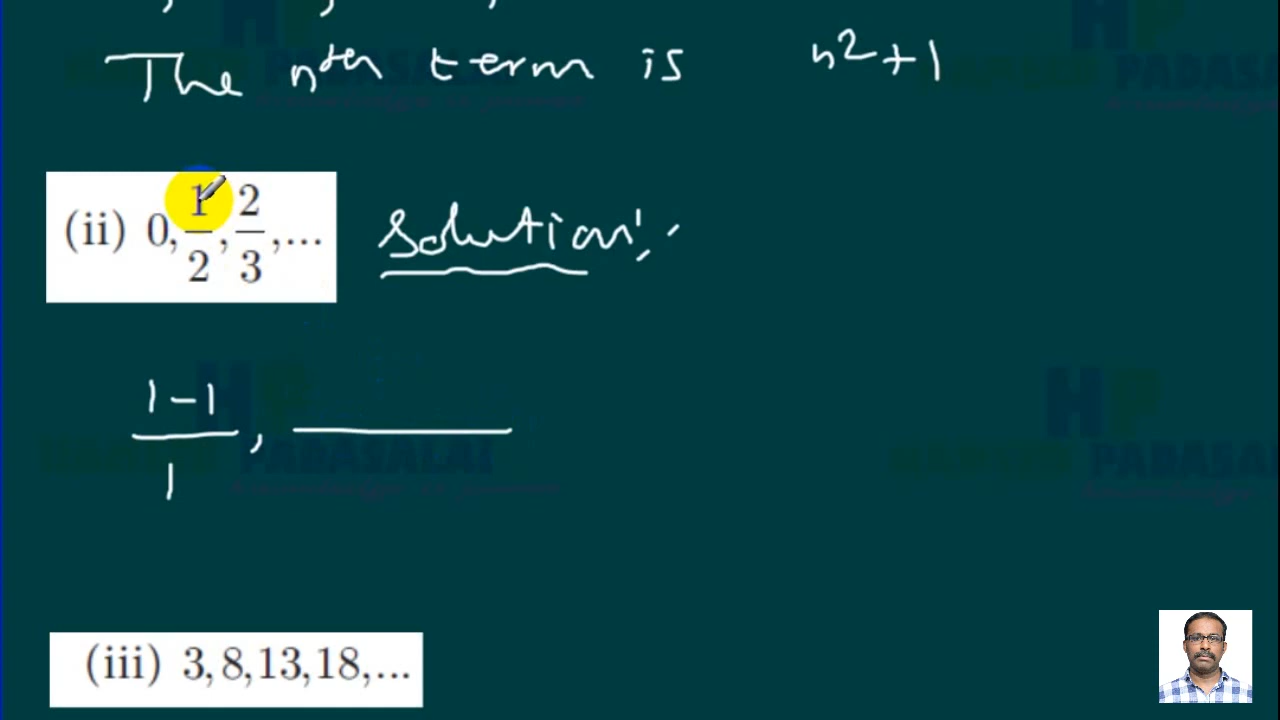 The nth term is n²+1
(ii) 0, 1/2, 2/3, ... Solution:
1-1/1,
(iii) 3, 8, 13, 18, ...